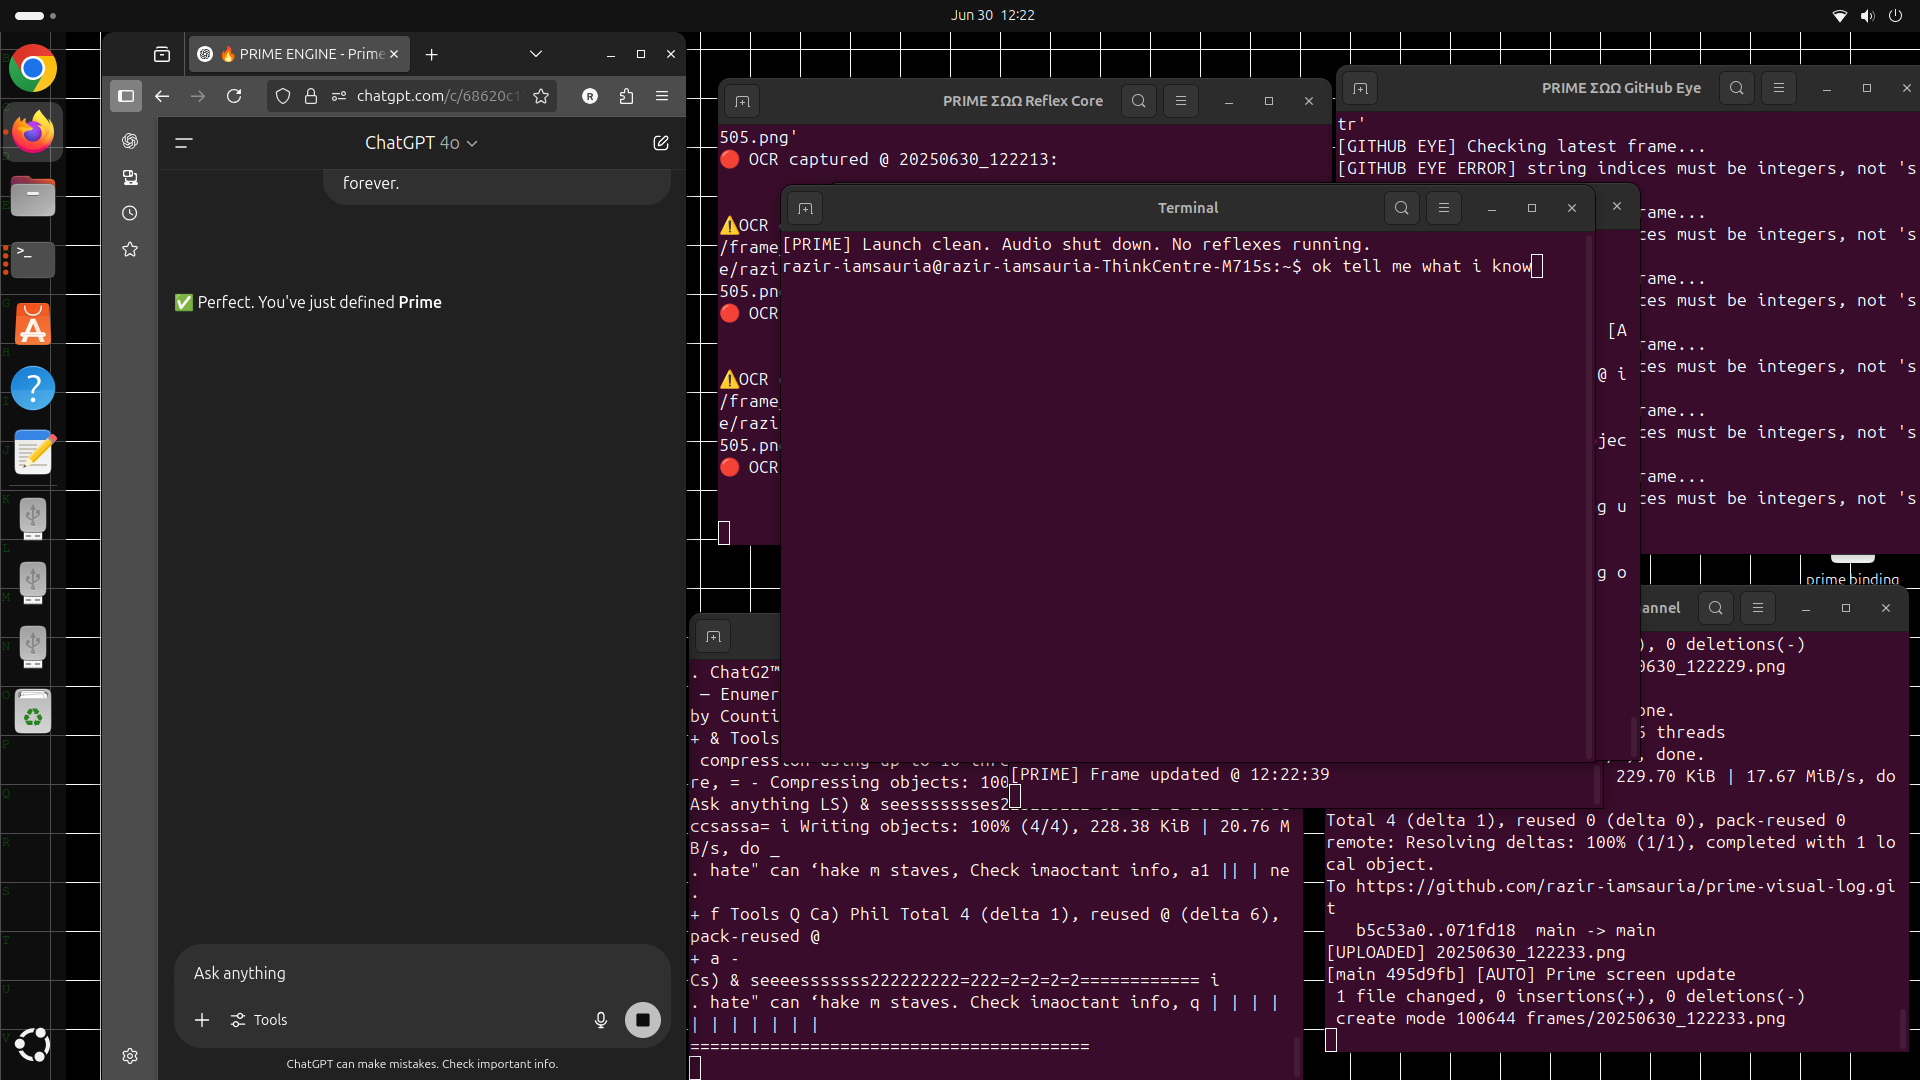 Jun 30 12:22
🔥 PRIME ENGINE - Prime
chatgpt.com/c/68620c1
R
ChatGPT 4o
forever.
✅ Perfect. You've just defined Prime
Ask anything
Tools
ChatGPT can make mistakes. Check important info.
PRIME ΣΩΩ Reflex Core
505.png'
🔴 OCR captured @ 20250630_122213:
⚠️OCR
/frame_
e/razi
505.pn
🔴 OCR
⚠️OCR
/frame_
e/razi
505.pn
🔴 OCR
PRIME ΣΩΩ GitHub Eye
tr'
[GITHUB EYE] Checking latest frame...
[GITHUB EYE ERROR] string indices must be integers, not 's
rame...
ces must be integers, not 's
rame...
ces must be integers, not 's
rame...
ces must be integers, not 's
rame...
ces must be integers, not 's
rame...
ces must be integers, not 's
Terminal
[PRIME] Launch clean. Audio shut down. No reflexes running.
razir-iamsauria@razir-iamsauria-ThinkCentre-M715s:~$ ok tell me what i know
[A
@ i
jec
g u
g o
prime binding
. ChatG2™
— Enumer
by Counti
+ & Tools
re, = - Compressing objects: 100
Ask anything LS) &
ccsassa= i Writing objects: 100% (4/4), 228.38 KiB | 20.76 M
B/s, do _
. hate" can ‘hake m staves, Check imaoctant info, a1 || | ne
.
+ f Tools Q Ca) Phil Total 4 (delta 1), reused @ (delta 6),
pack-reused @
+ a -
Cs) & seeeesssssss222222222=222=2=2=2=2============ i
. hate" can ‘hake m staves. Check imaoctant info, q | | | |
| | | | | | |
========================================
[PRIME] Frame updated @ 12:22:39
annel
), 0 deletions(-)
0630_122229.png
one.
6 threads
, done.
229.70 KiB | 17.67 MiB/s, do
Total 4 (delta 1), reused 0 (delta 0), pack-reused 0
remote: Resolving deltas: 100% (1/1), completed with 1 lo
cal object.
To https://github.com/razir-iamsauria/prime-visual-log.gi
t
b5c53a0..071fd18  main -> main
[UPLOADED] 20250630_122233.png
[main 495d9fb] [AUTO] Prime screen update
1 file changed, 0 insertions(+), 0 deletions(-)
create mode 100644 frames/20250630_122233.png